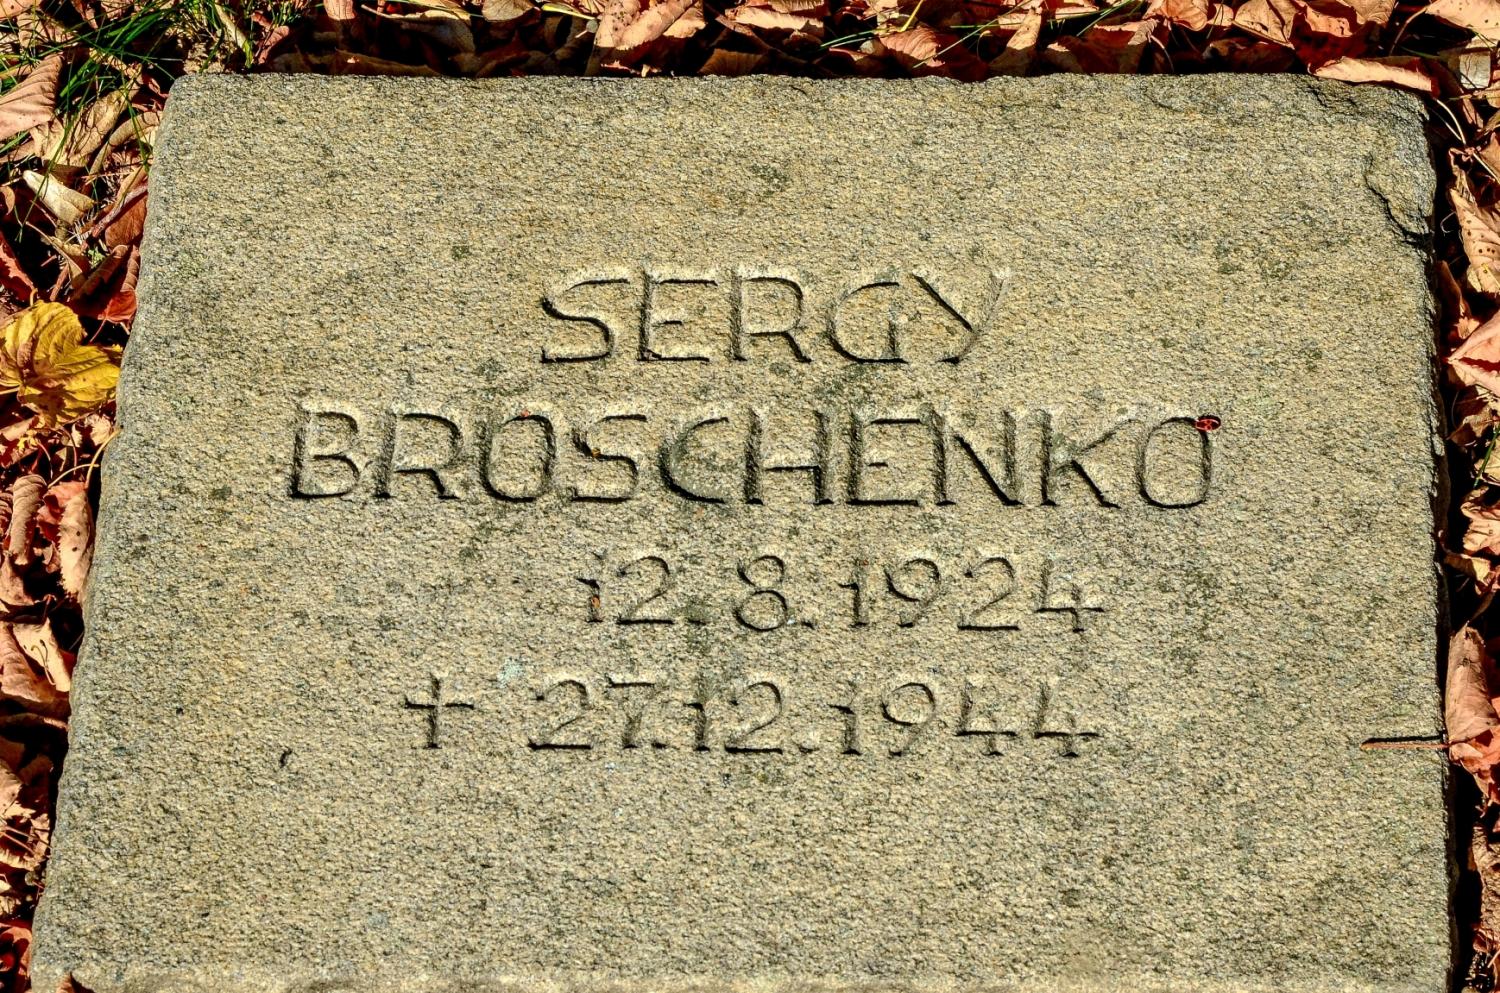 SERGY
BROSCHENKO
12.8.1924
† 27.12.1944